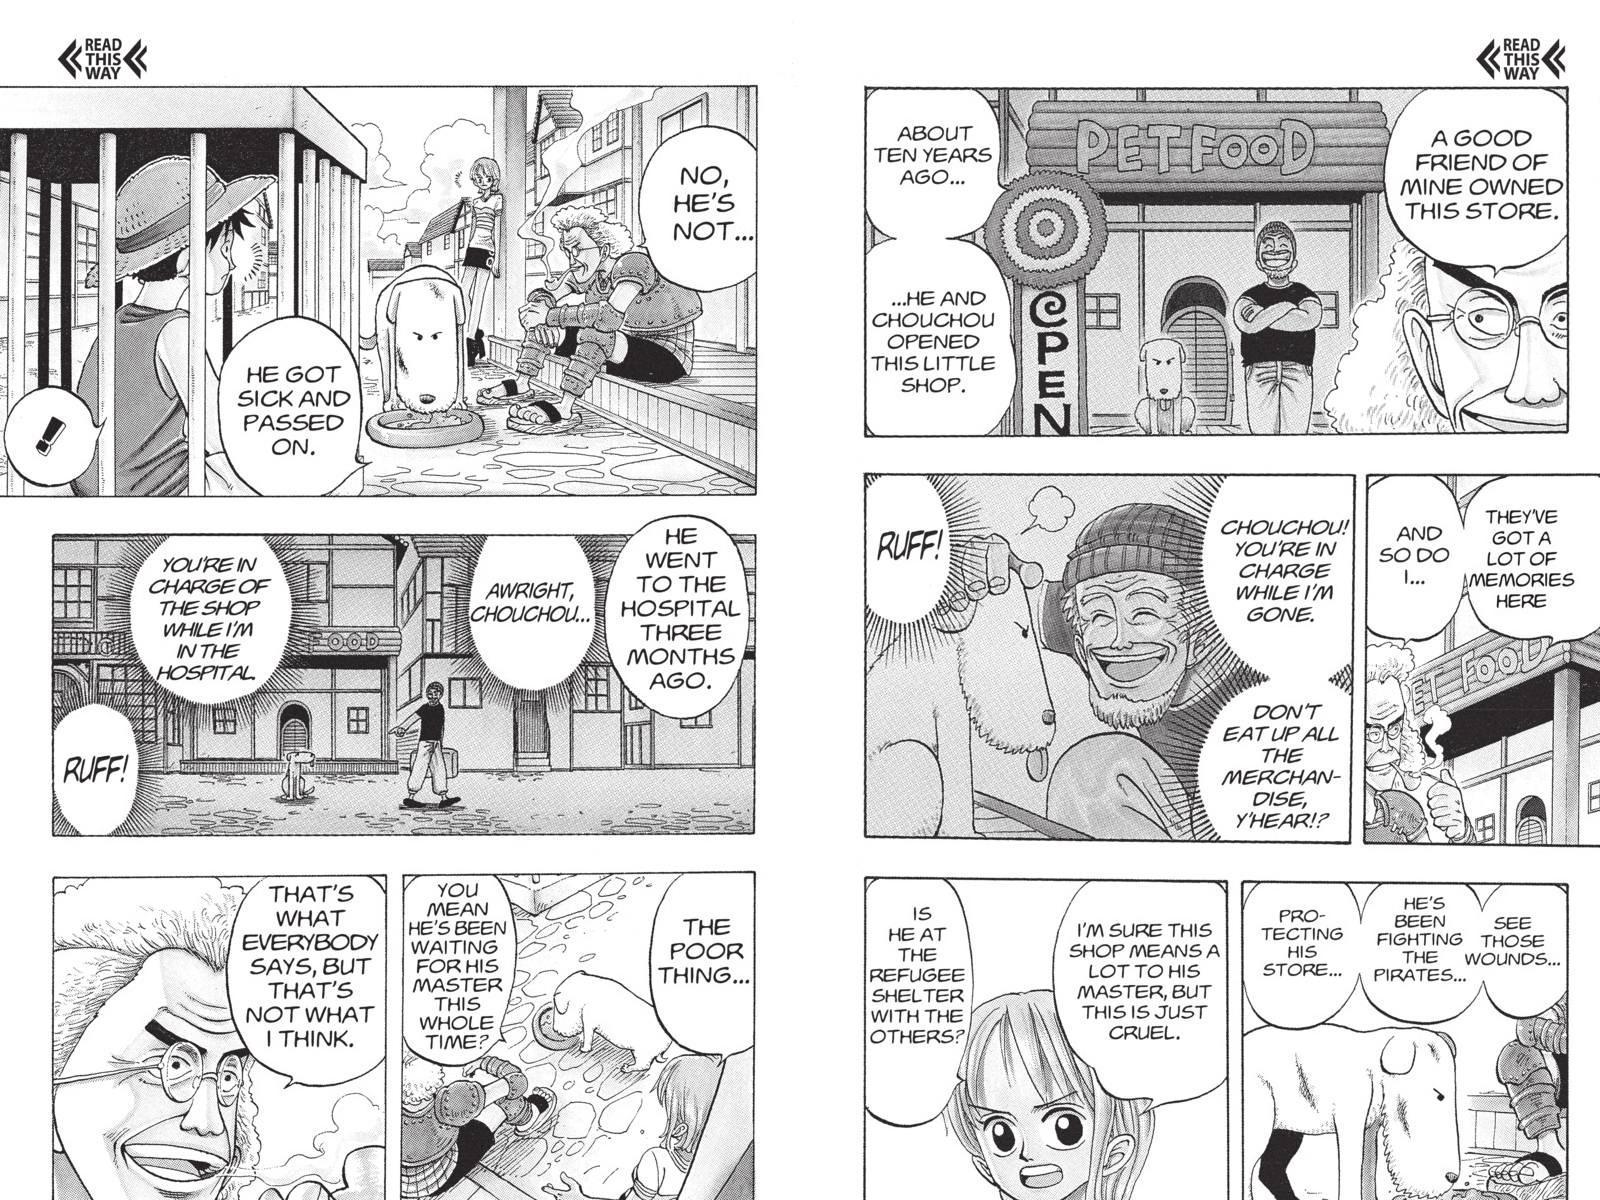 READ
THIS
WAY
A GOOD
FRIEND OF
MINE OWNED
THIS STORE.
PET FOOD
OPEN
ABOUT
TEN YEARS
AGO...
...HE AND
CHOUCHOU
OPENED
THIS LITTLE
SHOP.
THEY'VE
GOT A
LOT OF
MEMORIES
HERE
AND
SO DO
I...
PET FOOD
CHOUCHOU!
YOU'RE IN
CHARGE
WHILE I'M
GONE.
DON'T
EAT UP ALL
THE
MERCHAN-
DISE,
Y'HEAR!?
RUFF!
SEE
THOSE
WOUNDS...
HE'S
BEEN
FIGHTING
THE
PIRATES...
PRO-
TECTING
HIS
STORE...
I'M SURE THIS
SHOP MEANS A
LOT TO HIS
MASTER, BUT
THIS IS JUST
CRUEL.
IS
HE AT
THE
REFUGEE
SHELTER
WITH THE
OTHERS?
READ
THIS
WAY
NO,
HE'S
NOT...
HE GOT
SICK AND
PASSED
ON.
!
HE
WENT
TO THE
HOSPITAL
THREE
MONTHS
AGO.
AWRIGHT,
CHOUCHOU...
YOU'RE IN
CHARGE OF
THE SHOP
WHILE I'M
IN THE
HOSPITAL.
FOOD
RUFF!
THE
POOR
THING...
YOU
MEAN
HE'S BEEN
WAITING
FOR HIS
MASTER
THIS
WHOLE
TIME?
THAT'S
WHAT
EVERYBODY
SAYS, BUT
THAT'S
NOT WHAT
I THINK.